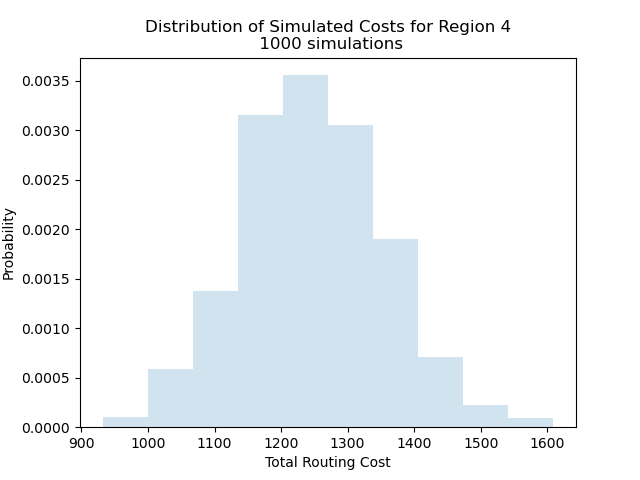 Distribution of Simulated Costs for Region 4
1000 simulations
0.0035
0.0030
0.0025
0.0020
0.0015
0.0010
0.0005
0.0000
Probability
900 1000 1100 1200 1300 1400 1500 1600
Total Routing Cost